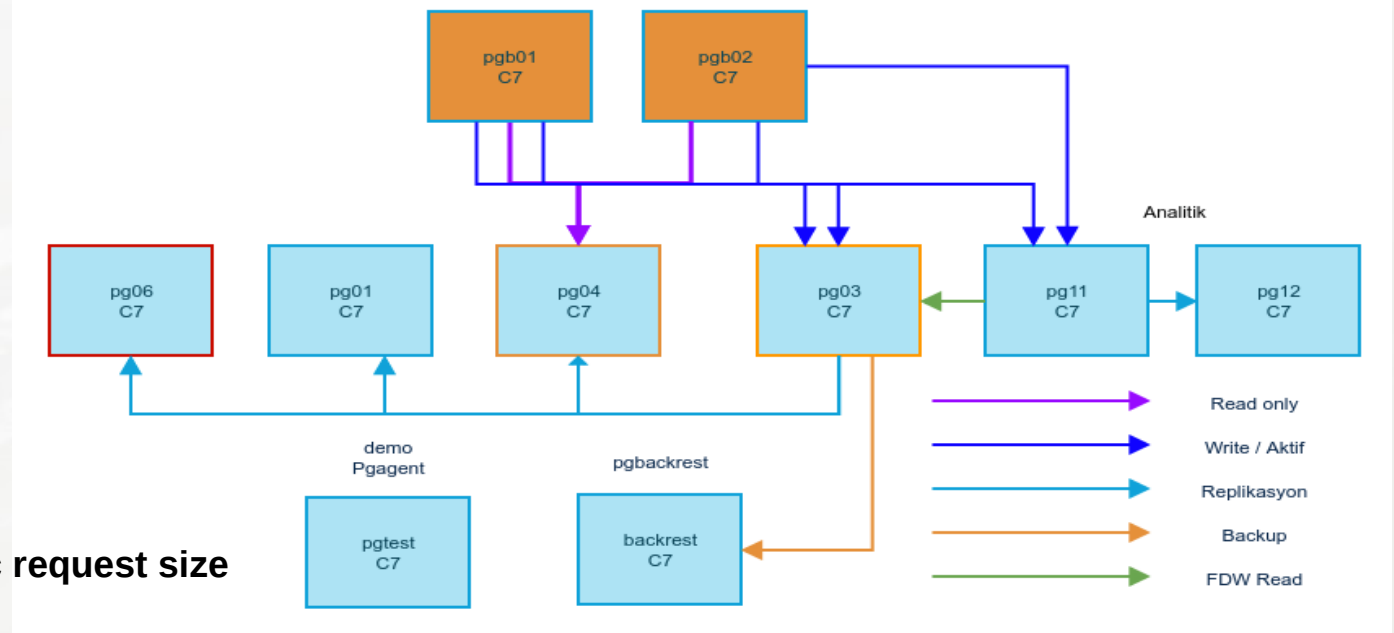 pgb01
C7
pgb02
C7
Analitik
pg06
C7
pg01
C7
pg04
C7
pg03
C7
pg11
C7
pg12
C7
Read only
Write / Aktif
Replikasyon
Backup
FDW Read
demo
Pgagent
pgbackrest
pgtest
C7
backrest
C7
request size